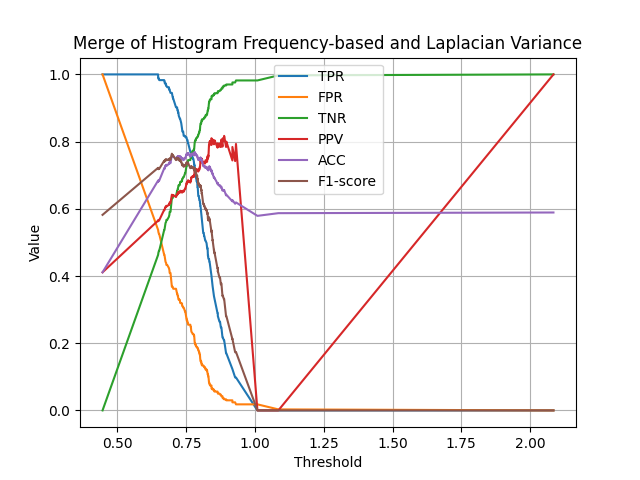 Merge of Histogram Frequency-based and Laplacian Variance
TPR
FPR
TNR
PPV
ACC
F1-score
Value
1.0
0.8
0.6
0.4
0.2
0.0
0.50
0.75
1.00
1.25
1.50
1.75
2.00
Threshold